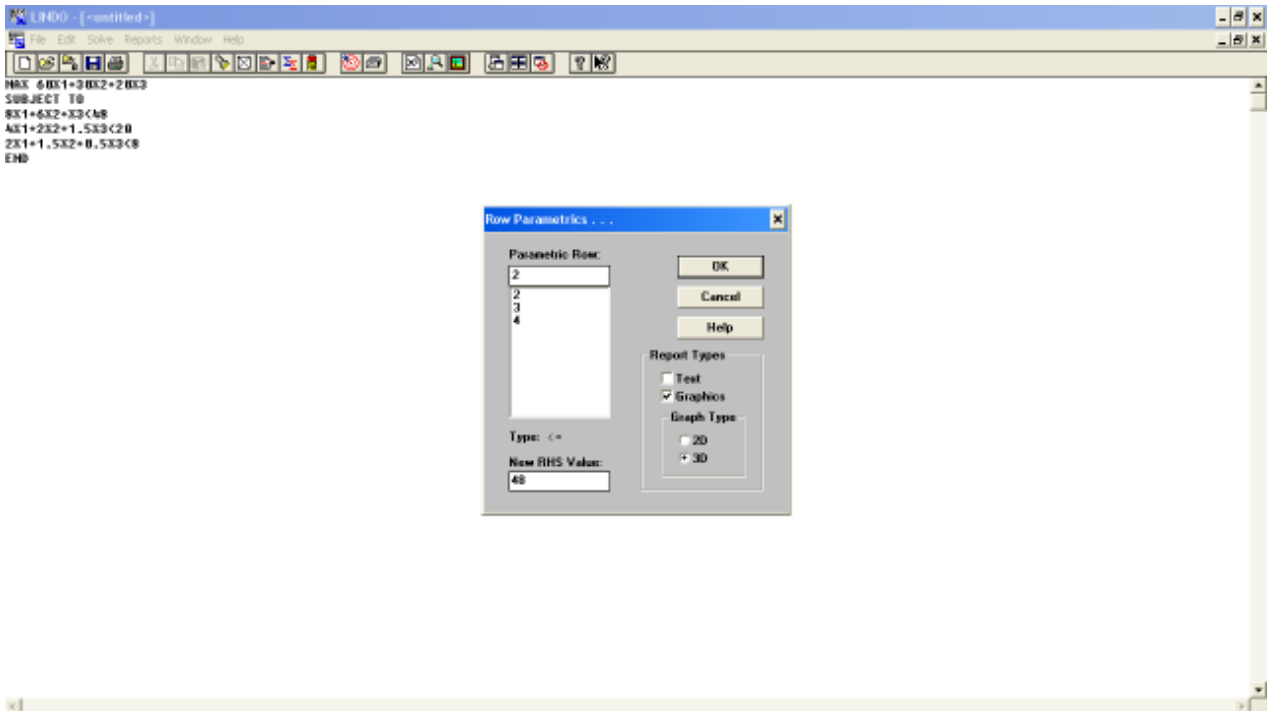 LINDO - [<untitled>]
File Edit Solve Reports Window Help
MAX 60X1+30X2+20X3
SUBJECT TO
8X1+6X2+X3<48
4X1+2X2+1.5X3<20
2X1+1.5X2+0.5X3<8
END
Row Parametrics . . .
Parametric Row:
2
2
3
4
OK
Cancel
Help
Report Types
Text
Graphics
Graph Type
2D
3D
Type: <=
New RHS Value:
48